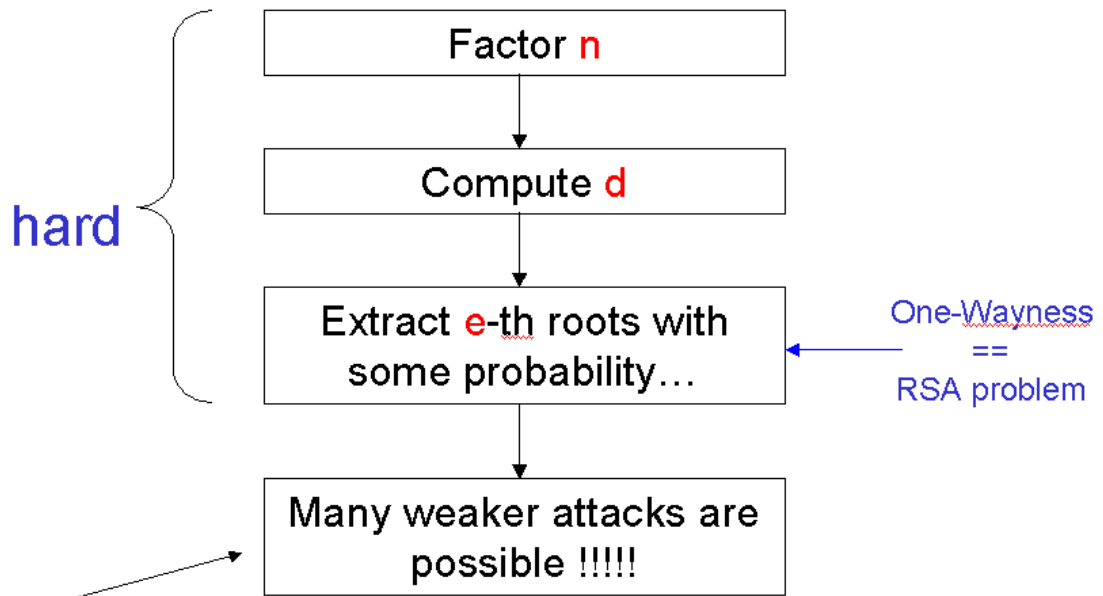 Factor n
Compute d
hard
Extract e-th roots with
some probability…
One-Wayness
==
RSA problem
Many weaker attacks are
possible !!!!!